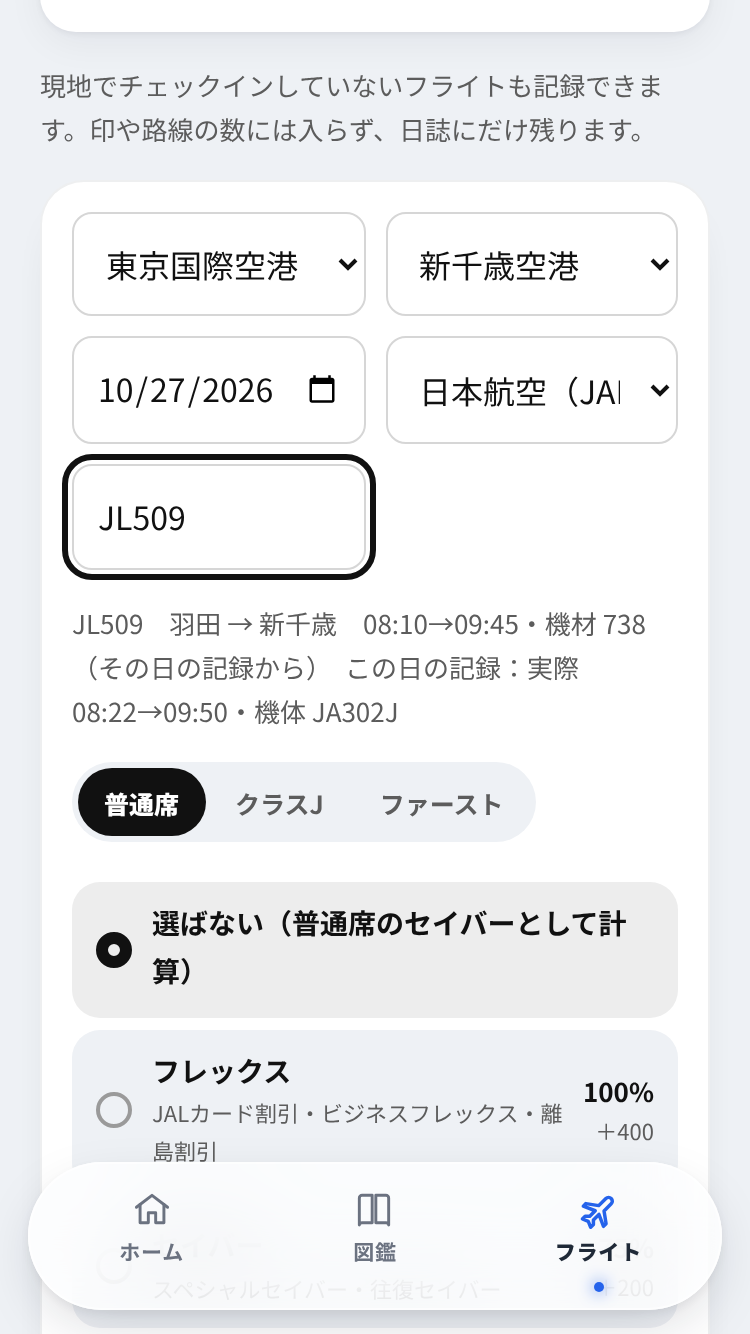 現地でチェックインしていないフライトも記録できま
す。印や路線の数には入らず、日誌にだけ残ります。
東京国際空港
新千歳空港
10/27/2026
日本航空（JAL
JL509
JL509　羽田 → 新千歳　08:10→09:45・機材 738
（その日の記録から）　この日の記録：実際
08:22→09:50・機体 JA302J
普通席
クラスJ
ファースト
選ばない（普通席のセイバーとして計
算）
フレックス
JALカード割引・ビジネスフレックス・離
島割引
100%
＋400
スペシャルセイバー・往復セイバー
+200
ホーム
図鑑
フライト